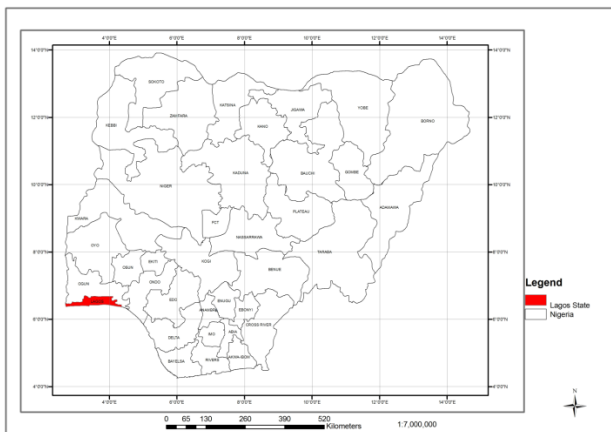 4°0'0"E 6°0'0"E 8°0'0"E 10°0'0"E 12°0'0"E 14°0'0"E
14°0'0"N 14°0'0"N
SOKOTO
KATSINA
JIGAWA
YOBE
ZAMFARA
12°0'0"N 12°0'0"N
KEBBI
KANO
BORNO
KADUNA
BAUCHI
GOMBE
NIGER
10°0'0"N 10°0'0"N
ADAMAWA
PLATEAU
KWARA
FCT
NASSARAWA
OYO
8°0'0"N 8°0'0"N
TARABA
KOGI
EKITI
OSUN
BENUE
OGUN
ONDO
EDO
ENUGU
ANAMBRA
EBONYI
6°0'0"N 6°0'0"N
CROSS RIVER
DELTA
IMO
ABIA
BAYELSA
RIVERS
AKWA IBOM
4°0'0"N 4°0'0"N
4°0'0"E 6°0'0"E 8°0'0"E 10°0'0"E 12°0'0"E 14°0'0"E
Legend
Lagos State
Nigeria
N
0 65 130 260 390 520
Kilometers
1:7,000,000